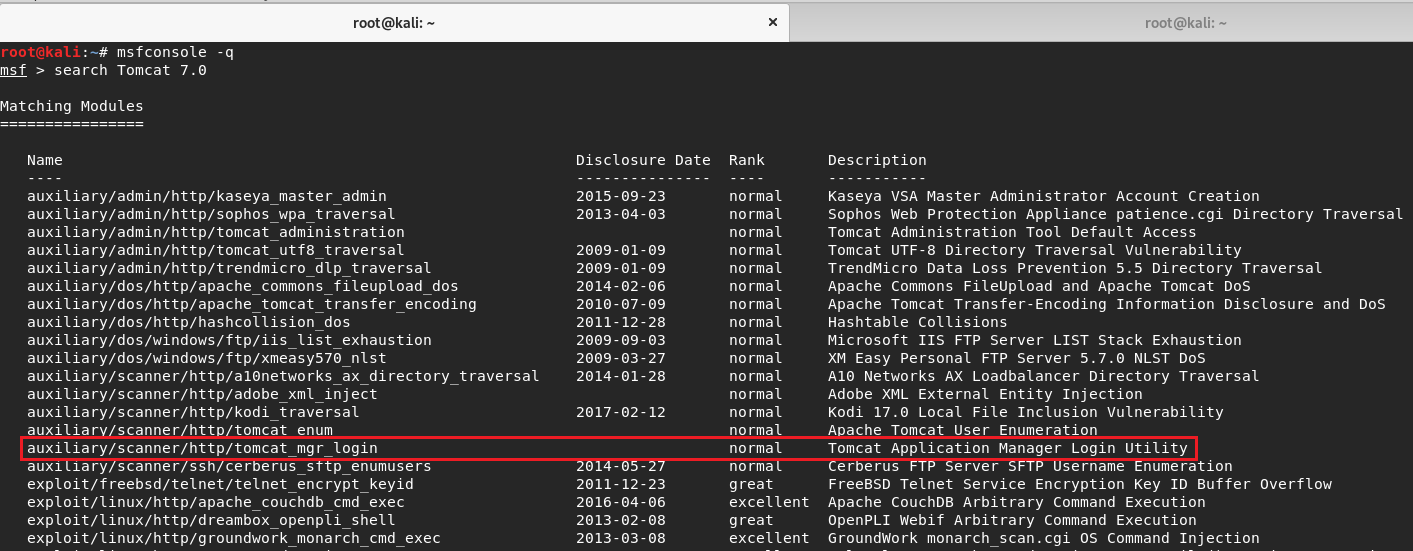 root@kali: ~ × root@kali: ~
root@kali:~# msfconsole -q
msf > search Tomcat 7.0
Matching Modules
================
Name Disclosure Date Rank Description
---- --------------- ---- -----------
auxiliary/admin/http/kaseya_master_admin 2015-09-23 normal Kaseya VSA Master Administrator Account Creation
auxiliary/admin/http/sophos_wpa_traversal 2013-04-03 normal Sophos Web Protection Appliance patience.cgi Directory Traversal
auxiliary/admin/http/tomcat_administration normal Tomcat Administration Tool Default Access
auxiliary/admin/http/tomcat_utf8_traversal 2009-01-09 normal Tomcat UTF-8 Directory Traversal Vulnerability
auxiliary/admin/http/trendmicro_dlp_traversal 2009-01-09 normal TrendMicro Data Loss Prevention 5.5 Directory Traversal
auxiliary/dos/http/apache_commons_fileupload_dos 2014-02-06 normal Apache Commons FileUpload and Apache Tomcat DoS
auxiliary/dos/http/apache_tomcat_transfer_encoding 2010-07-09 normal Apache Tomcat Transfer-Encoding Information Disclosure and DoS
auxiliary/dos/http/hashcollision_dos 2011-12-28 normal Hashtable Collisions
auxiliary/dos/windows/ftp/iis_list_exhaustion 2009-09-03 normal Microsoft IIS FTP Server LIST Stack Exhaustion
auxiliary/dos/windows/ftp/xmeasy570_nlst 2009-03-27 normal XM Easy Personal FTP Server 5.7.0 NLST DoS
auxiliary/scanner/http/a10networks_ax_directory_traversal 2014-01-28 normal A10 Networks AX Loadbalancer Directory Traversal
auxiliary/scanner/http/adobe_xml_inject normal Adobe XML External Entity Injection
auxiliary/scanner/http/kodi_traversal 2017-02-12 normal Kodi 17.0 Local File Inclusion Vulnerability
auxiliary/scanner/http/tomcat_enum normal Apache Tomcat User Enumeration
auxiliary/scanner/http/tomcat_mgr_login normal Tomcat Application Manager Login Utility
auxiliary/scanner/ssh/cerberus_sftp_enumusers 2014-05-27 normal Cerberus FTP Server SFTP Username Enumeration
exploit/freebsd/telnet/telnet_encrypt_keyid 2011-12-23 great FreeBSD Telnet Service Encryption Key ID Buffer Overflow
exploit/linux/http/apache_couchdb_cmd_exec 2016-04-06 excellent Apache CouchDB Arbitrary Command Execution
exploit/linux/http/dreambox_openpli_shell 2013-02-08 great OpenPLI Webif Arbitrary Command Execution
exploit/linux/http/groundwork_monarch_cmd_exec 2013-03-08 excellent GroundWork monarch_scan.cgi OS Command Injection